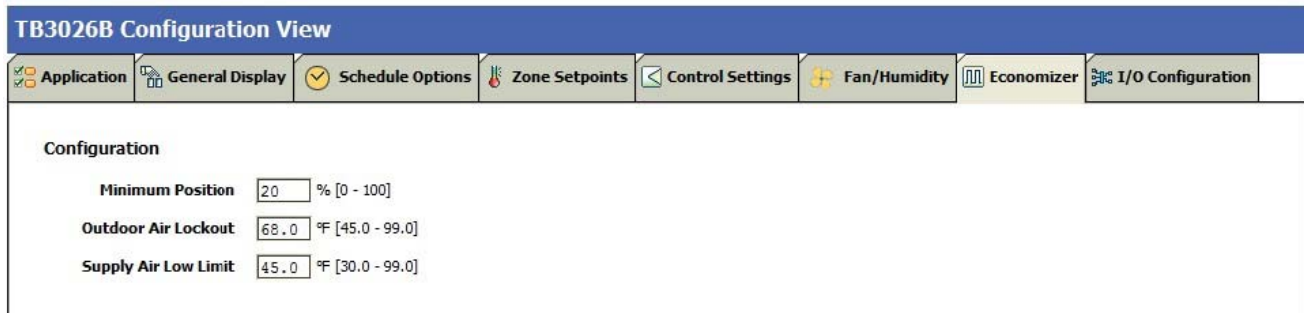 TB3026B Configuration View
Application General Display Schedule Options Zone Setpoints Control Settings Fan/Humidity Economizer I/O Configuration
Configuration
Minimum Position 20 % [0 - 100]
Outdoor Air Lockout 68.0 °F [45.0 - 99.0]
Supply Air Low Limit 45.0 °F [30.0 - 99.0]